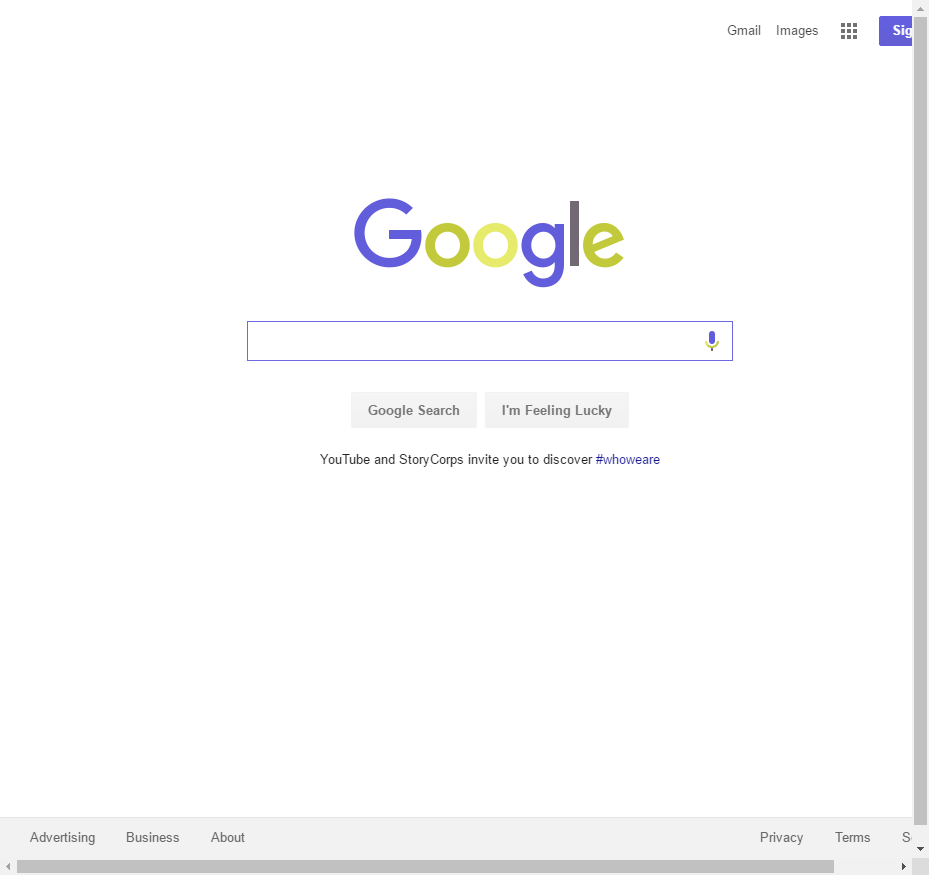 Gmail Images Sig
Google
Google Search I'm Feeling Lucky
YouTube and StoryCorps invite you to discover #whoweare
Advertising Business About Privacy Terms S